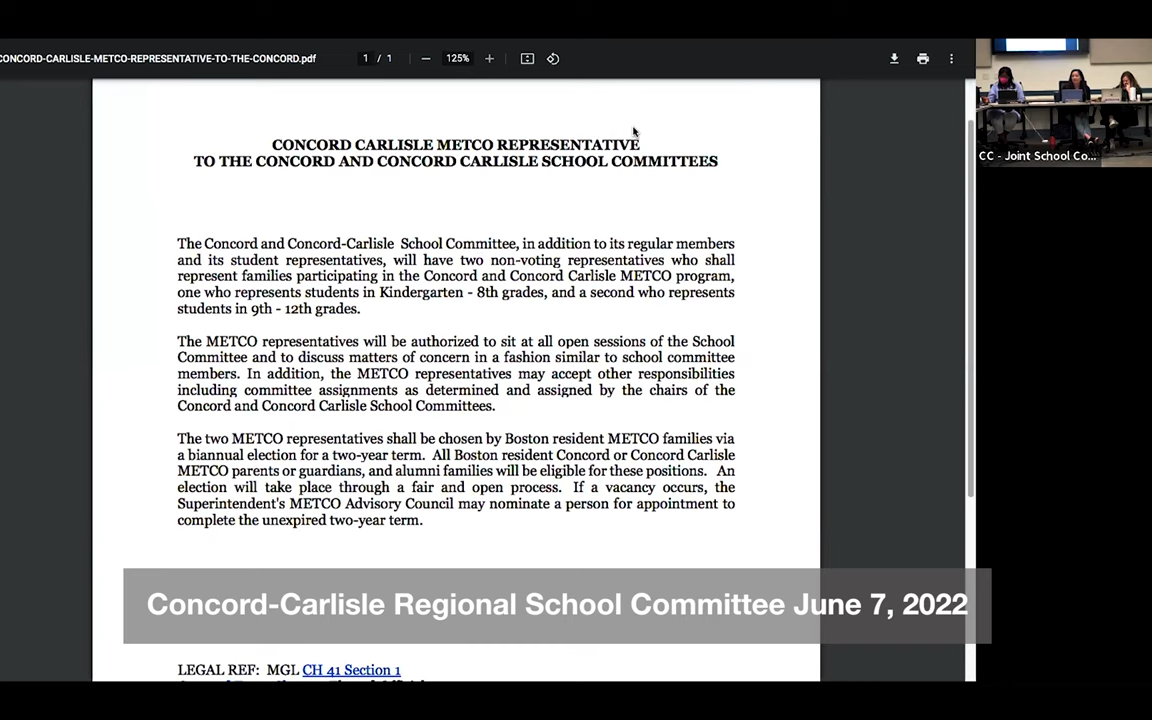 CONCORD-CARLISLE-METCO-REPRESENTATIVE-TO-THE-CONCORD.pdf
1 / 1
125%
CONCORD CARLISLE METCO REPRESENTATIVE
TO THE CONCORD AND CONCORD CARLISLE SCHOOL COMMITTEES
CC - Joint School Co...
The Concord and Concord-Carlisle School Committee, in addition to its regular members
and its student representatives, will have two non-voting representatives who shall
represent families participating in the Concord and Concord Carlisle METCO program,
one who represents students in Kindergarten - 8th grades, and a second who represents
students in 9th - 12th grades.
The METCO representatives will be authorized to sit at all open sessions of the School
Committee and to discuss matters of concern in a fashion similar to school committee
members. In addition, the METCO representatives may accept other responsibilities
including committee assignments as determined and assigned by the chairs of the
Concord and Concord Carlisle School Committees.
The two METCO representatives shall be chosen by Boston resident METCO families via
a biannual election for a two-year term. All Boston resident Concord or Concord Carlisle
METCO parents or guardians, and alumni families will be eligible for these positions. An
election will take place through a fair and open process. If a vacancy occurs, the
Superintendent's METCO Advisory Council may nominate a person for appointment to
complete the unexpired two-year term.
Concord-Carlisle Regional School Committee June 7, 2022
LEGAL REF: MGL CH 41 Section 1